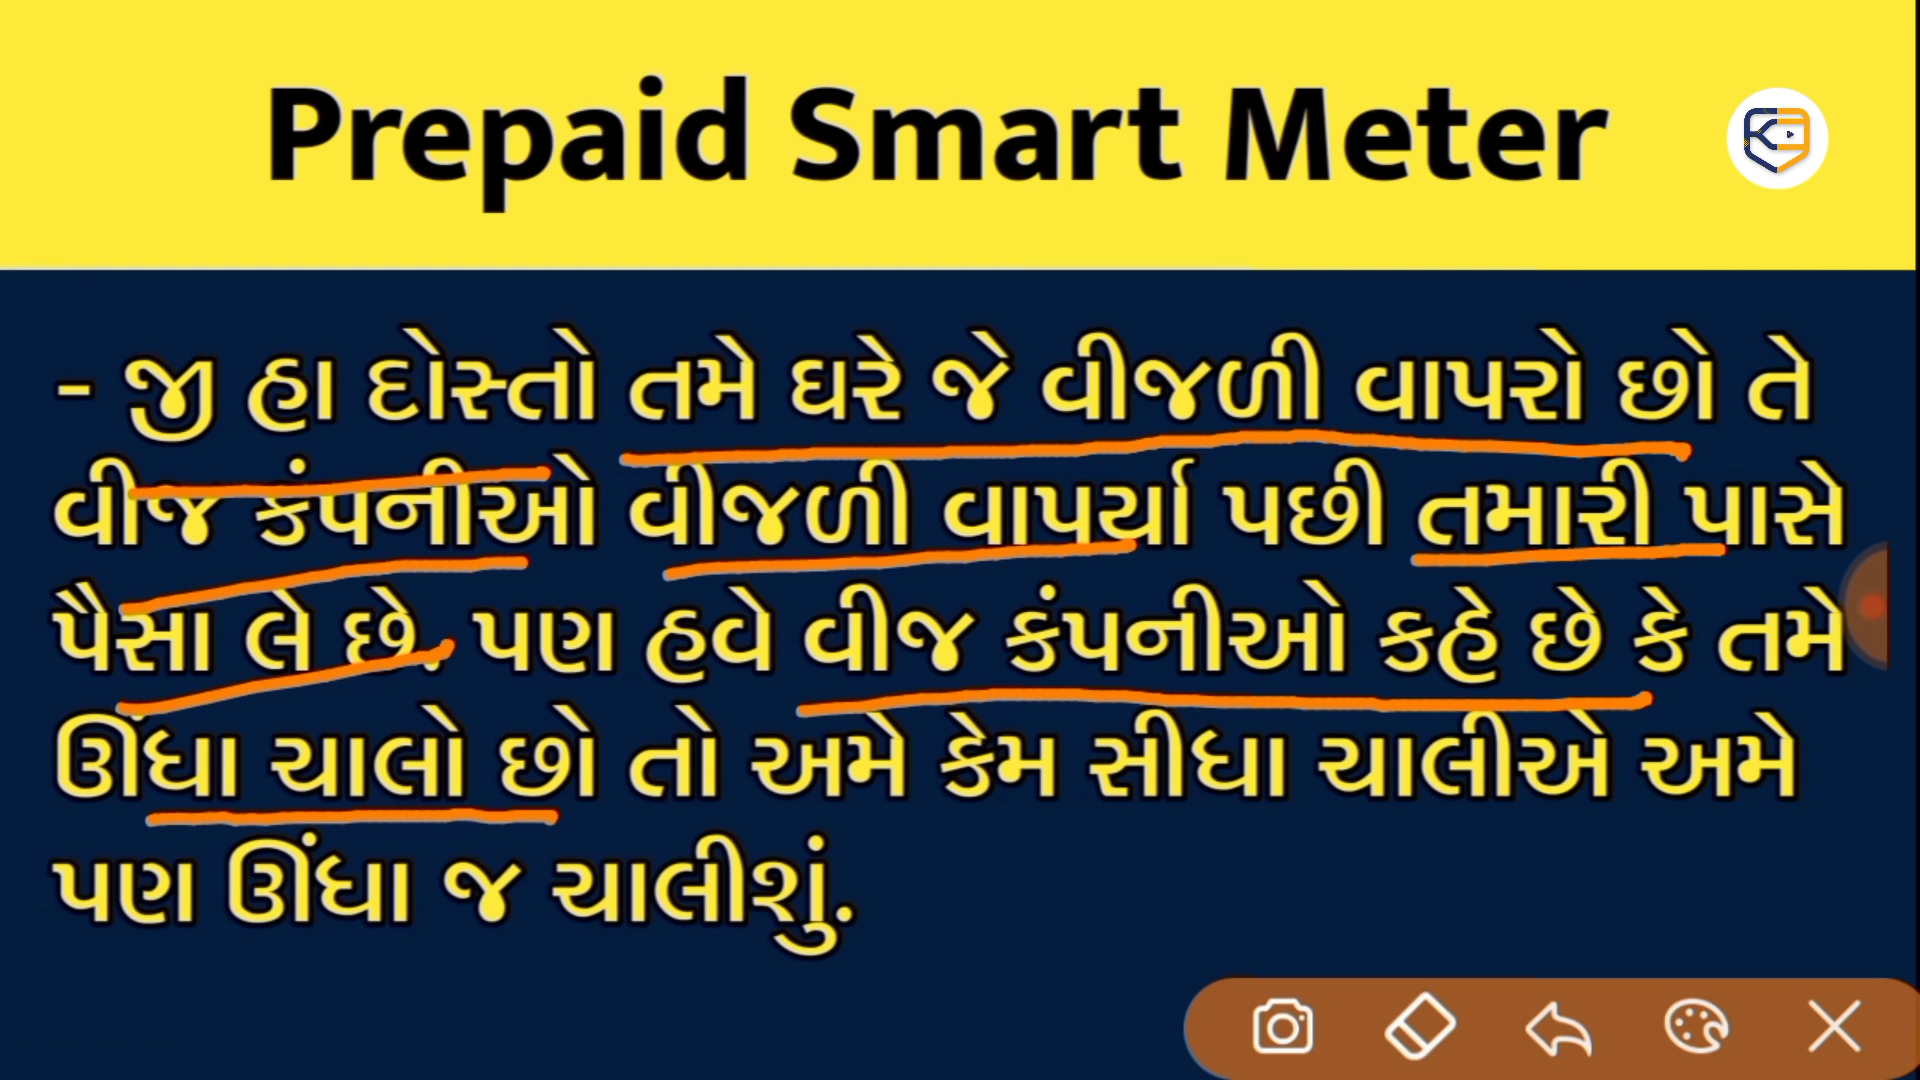 Prepaid Smart Meter
- જી હા દોસ્તો તમે ઘરે જે વીજળી વાપરો છો તે
વીજ કંપનીઓ વીજળી વાપર્યા પછી તમારી પાસે
પૈસા લે છે. પણ હવે વીજ કંપનીઓ કહે છે કે તમે
ઊંધા ચાલો છો તો અમે કેમ સીધા ચાલીએ અમે
પણ ઊંધા જ ચાલીશું.